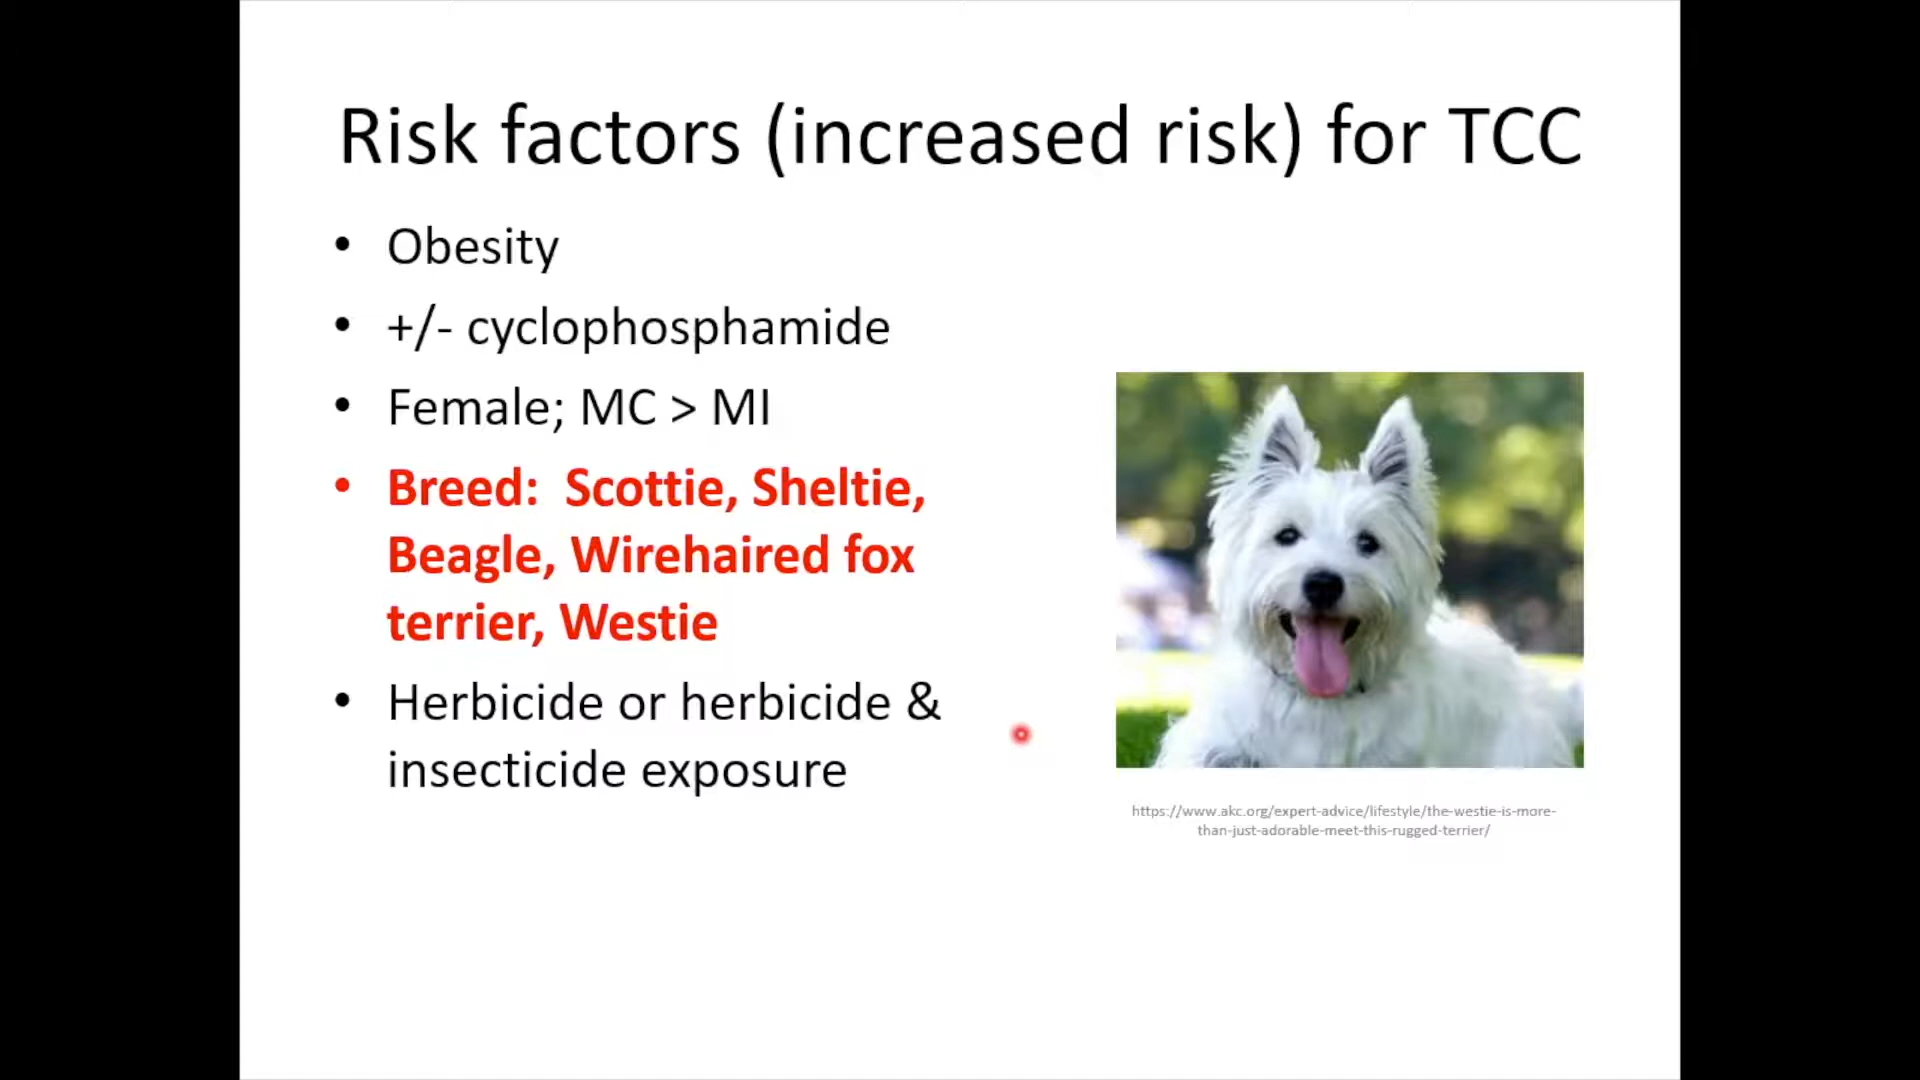 Risk factors (increased risk) for TCC
• Obesity
• +/- cyclophosphamide
• Female; MC > MI
• Breed: Scottie, Sheltie,
Beagle, Wirehaired fox
terrier, Westie
• Herbicide or herbicide &
insecticide exposure
https://www.akc.org/expert-advice/lifestyle/the-westie-is-more-
than-just-adorable-meet-this-rugged-terrier/